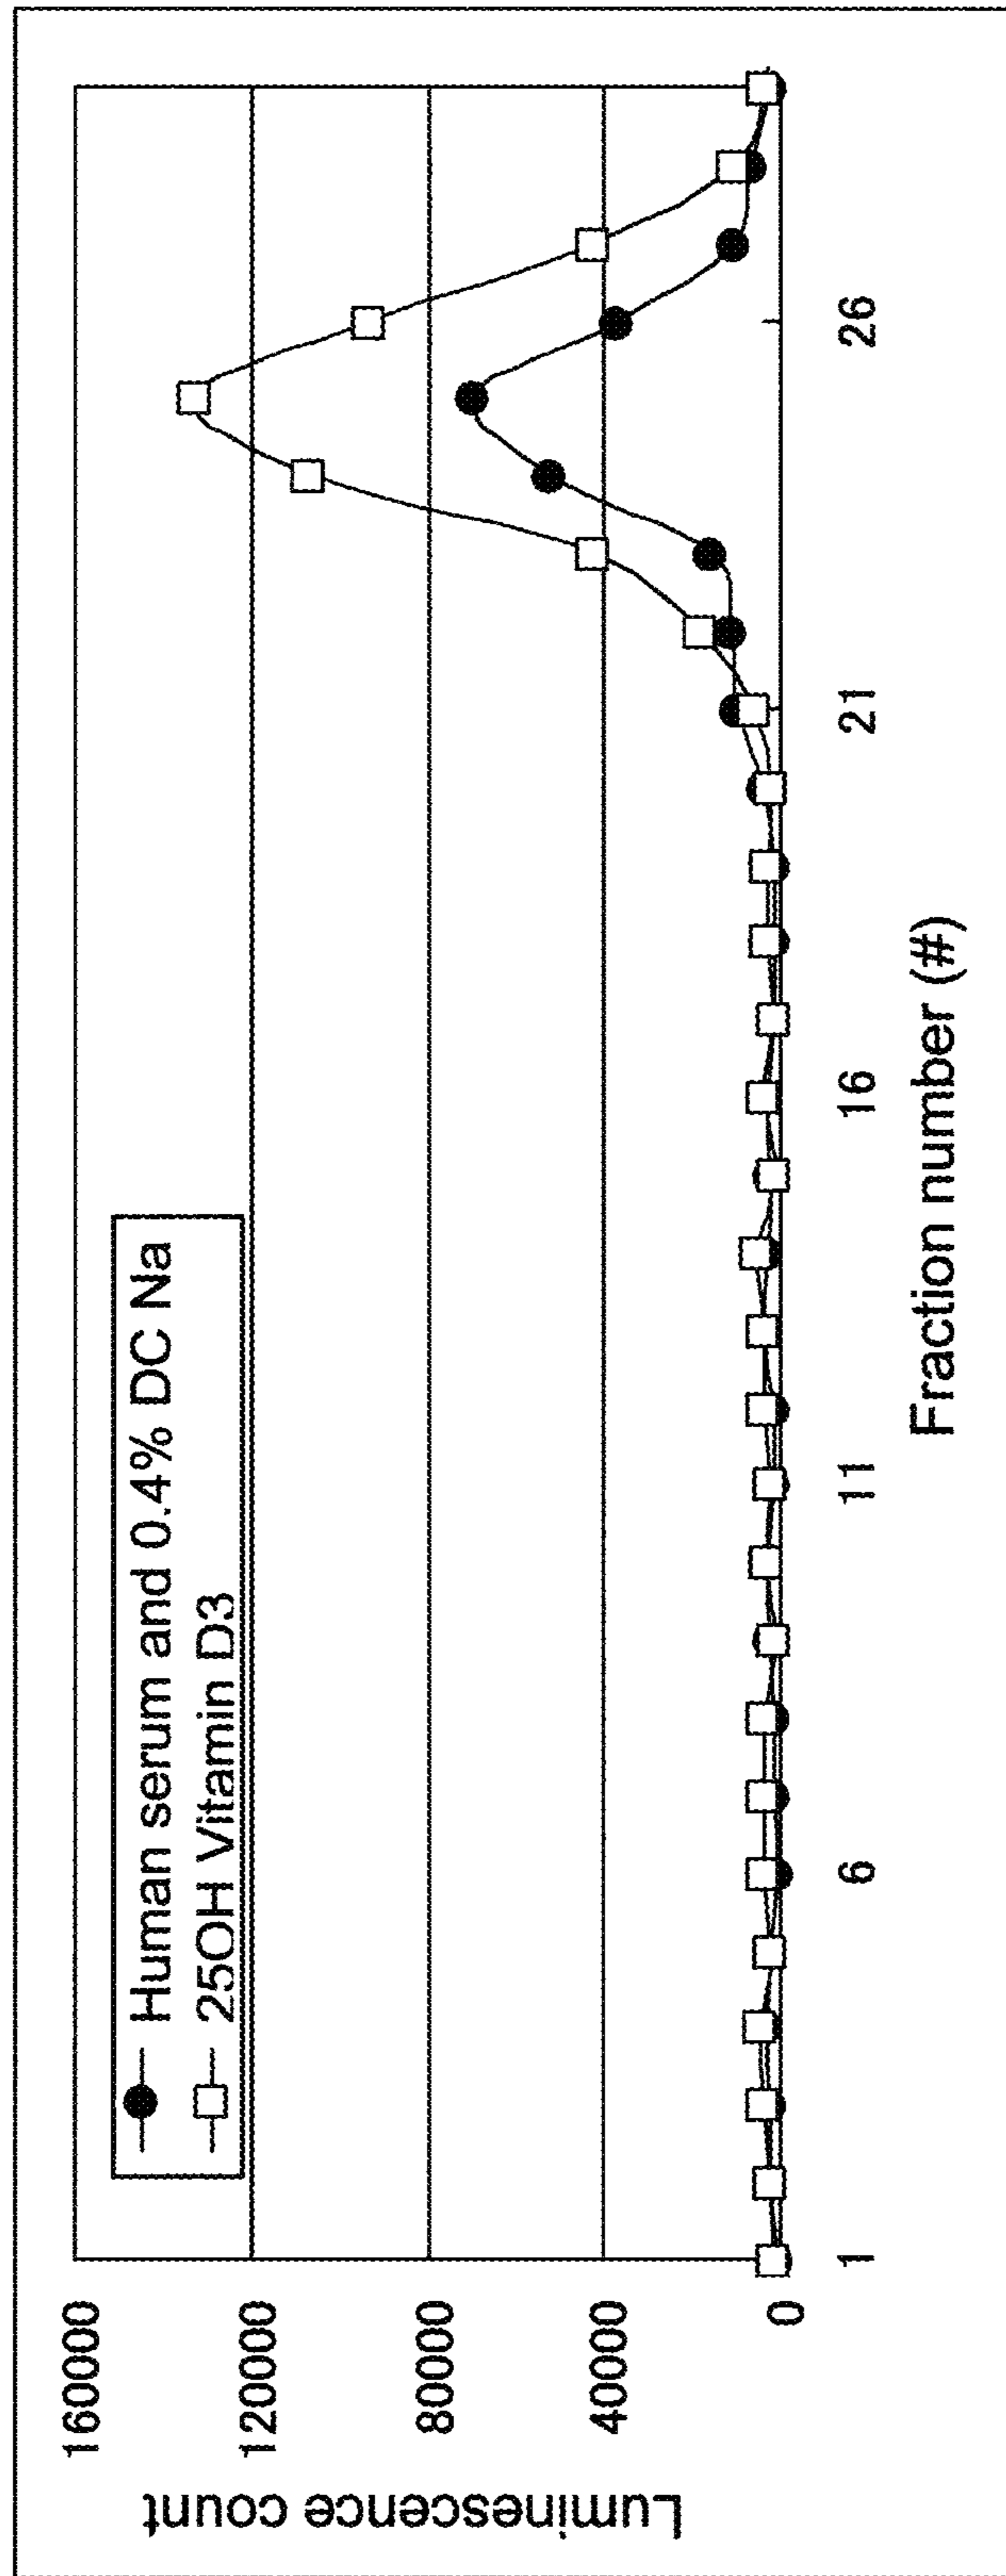 Luminescence count
160000
120000
80000
40000
0
Human serum and 0.4% DC Na
25OH Vitamin D3
1
6
11
16
21
26
Fraction number (#)